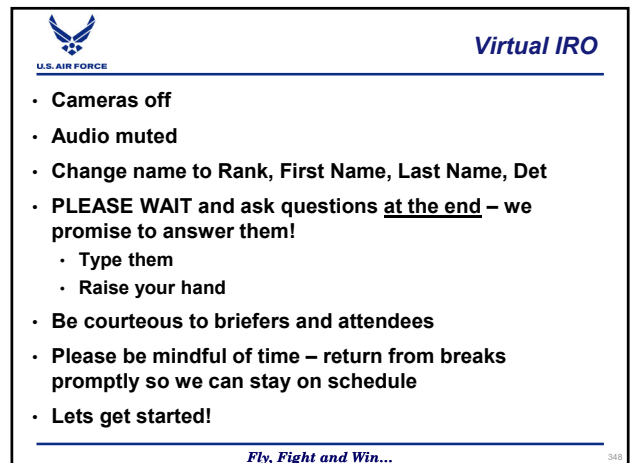 Virtual IRO
U.S. AIR FORCE
• Cameras off
• Audio muted
• Change name to Rank, First Name, Last Name, Det
• PLEASE WAIT and ask questions at the end – we
promise to answer them!
• Type them
• Raise your hand
• Be courteous to briefers and attendees
• Please be mindful of time – return from breaks
promptly so we can stay on schedule
• Lets get started!
Fly, Fight and Win...
348